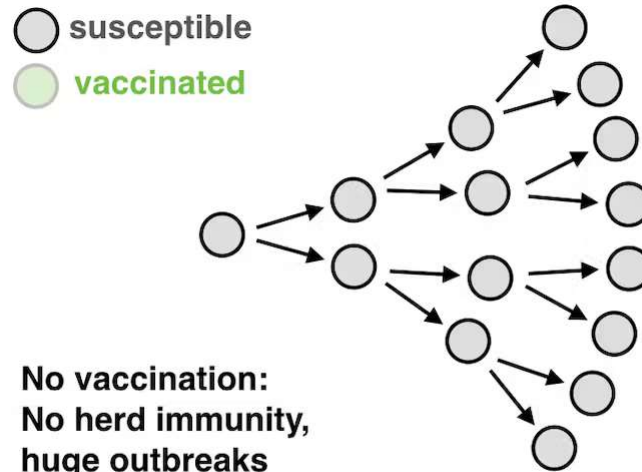 susceptible
vaccinated
No vaccination:
No herd immunity,
huge outbreaks